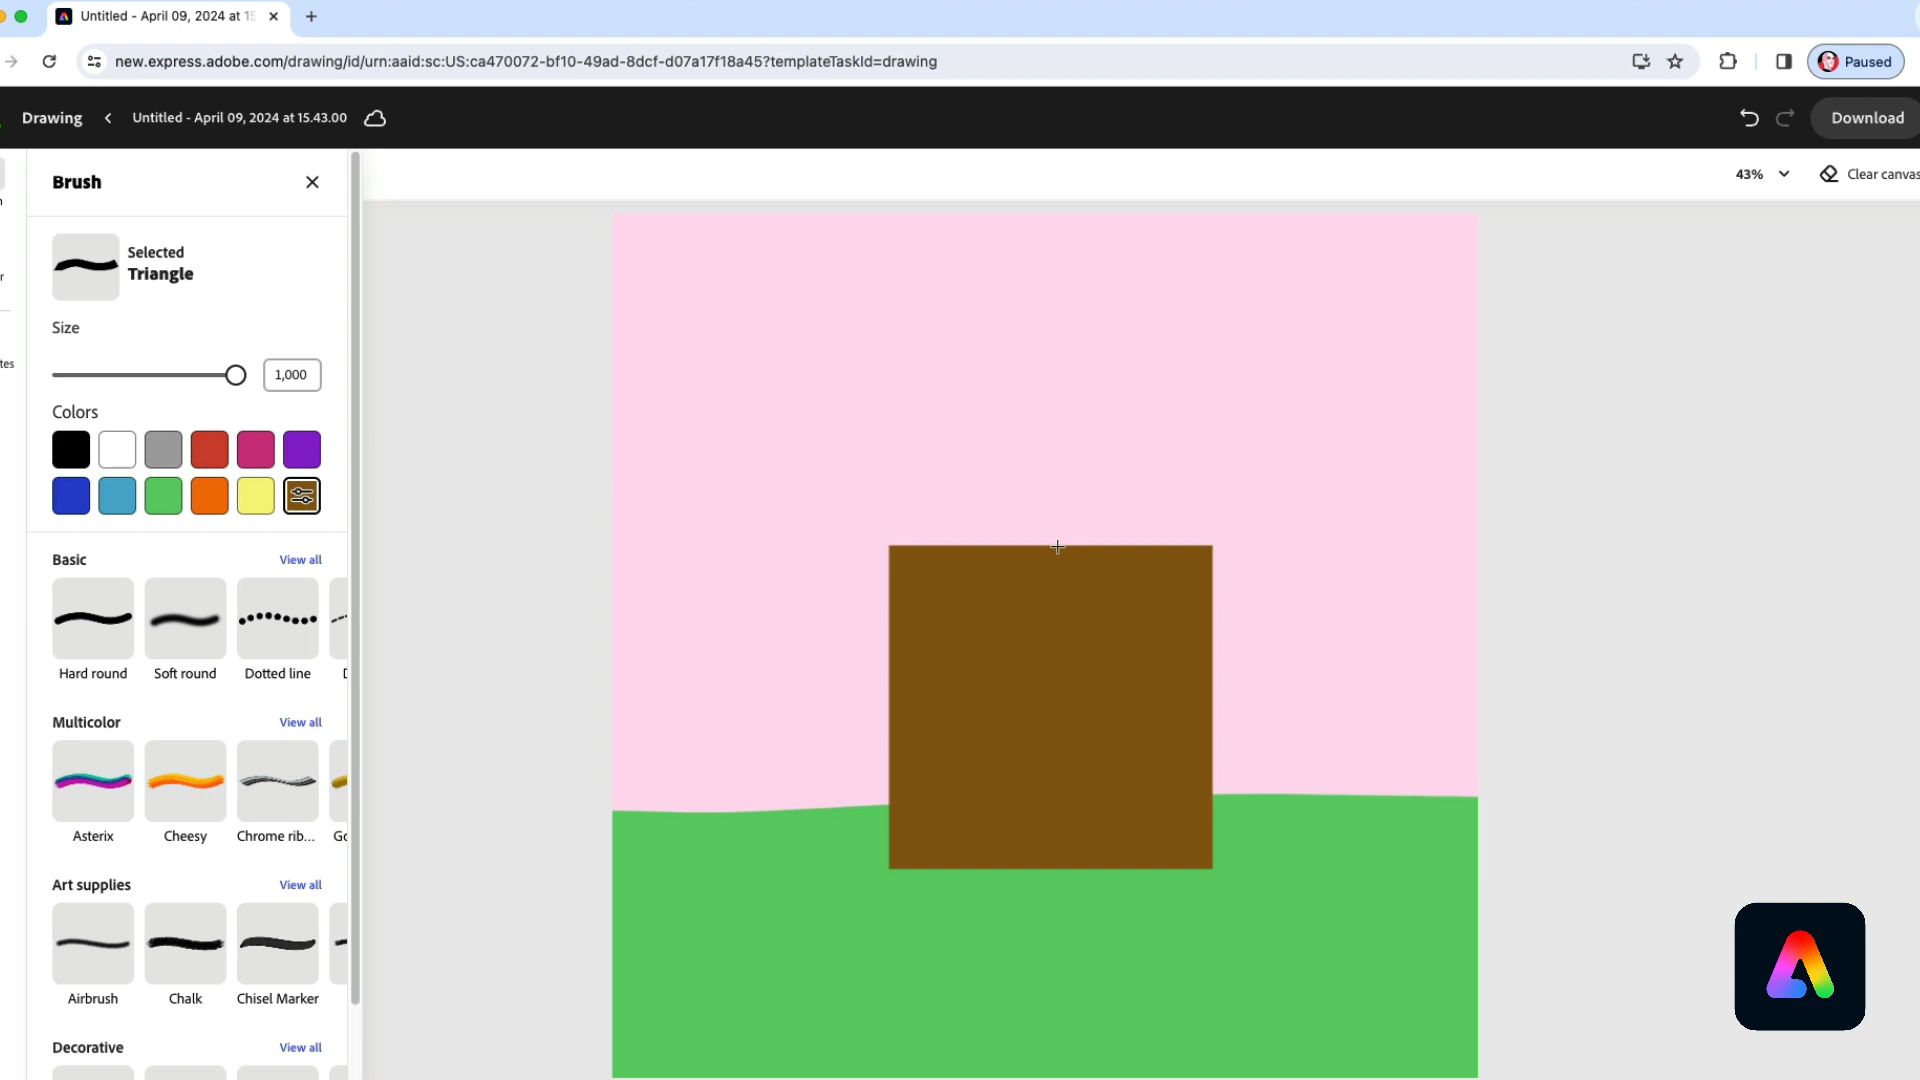 Untitled - April 09, 2024 at 15
new.express.adobe.com/drawing/id/urn:aaid:sc:US:ca470072-bf10-49ad-8dcf-d07a17f18a45?templateTaskId=drawing
Paused
Drawing
Untitled - April 09, 2024 at 15.43.00
Download
Brush
43%
Clear canvas
Selected
Triangle
Size
1,000
Colors
Basic
View all
Hard round
Soft round
Dotted line
Multicolor
View all
Asterix
Cheesy
Chrome rib...
Art supplies
View all
Airbrush
Chalk
Chisel Marker
Decorative
View all